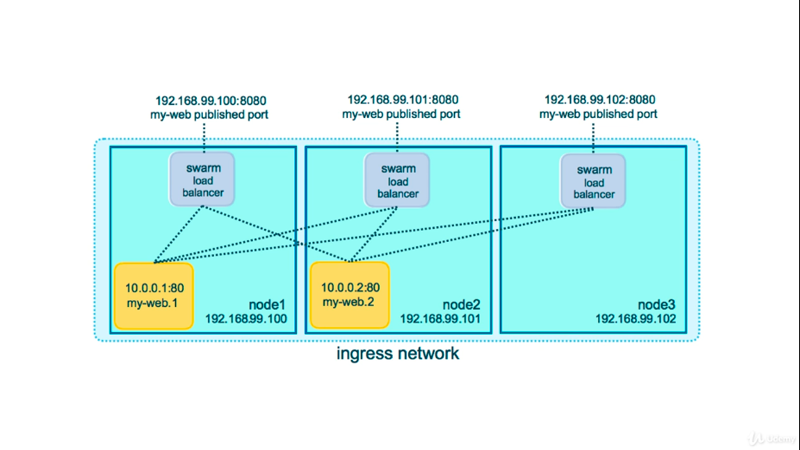 192.168.99.100:8080
my-web published port
192.168.99.101:8080
my-web published port
192.168.99.102:8080
my-web published port
swarm
load
balancer
swarm
load
balancer
swarm
load
balancer
10.0.0.1:80
my-web.1
node1
192.168.99.100
10.0.0.2:80
my-web.2
node2
192.168.99.101
node3
192.168.99.102
ingress network
Udemy